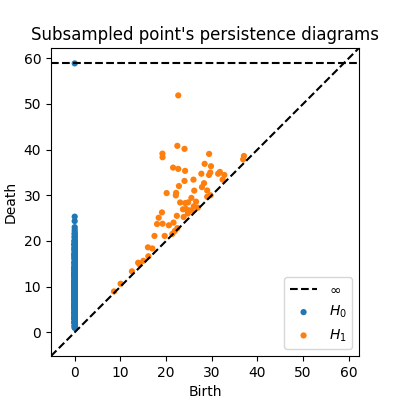 Subsampled point's persistence diagrams
60
50
40
30
20
10
0
Death
∞
H₀
H₁
0 10 20 30 40 50 60
Birth